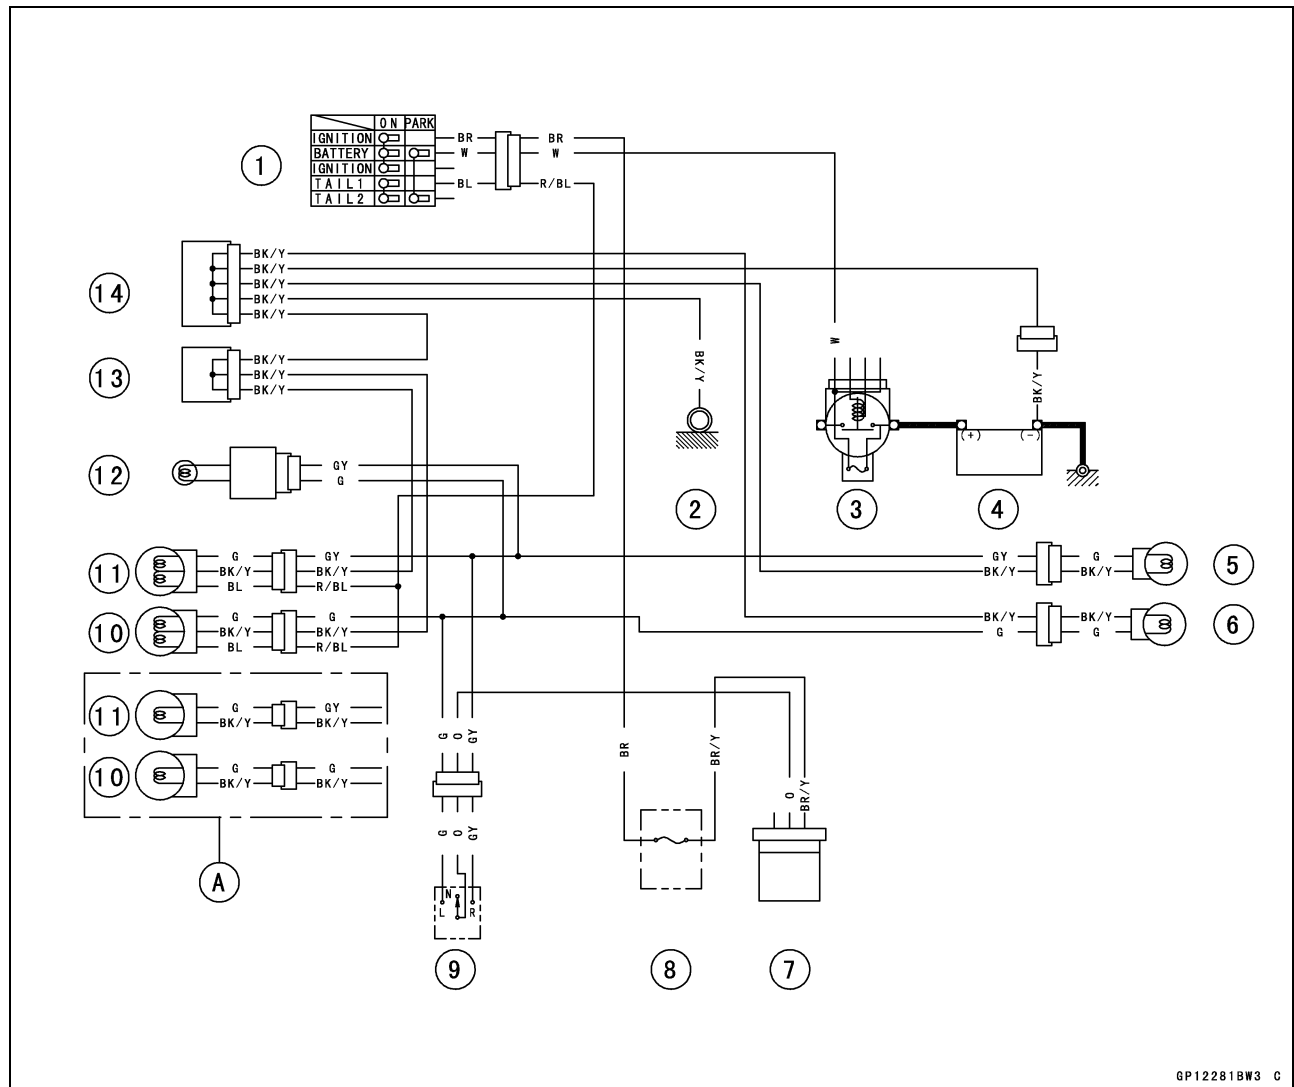 ON PARK
IGNITION BR BR
BATTERY W W
1 IGNITION
TAIL1 BL R/BL
TAIL2
BK/Y
BK/Y
14 BK/Y
BK/Y
BK/Y
W
BK/Y
13 BK/Y
BK/Y
BK/Y
BK/Y
(+) (-)
12 GY
G
2 3 4
11 G GY GY G 5
BK/Y BK/Y BK/Y BK/Y
BL R/BL
10 G G BK/Y BK/Y 6
BK/Y BK/Y G G
BL R/BL
11 G GY
BK/Y BK/Y
G O GY BR BR/Y
10 G G
BK/Y BK/Y
O BR/Y
G O GY
A
N
L R
9 8 7
GP12281BW3 C